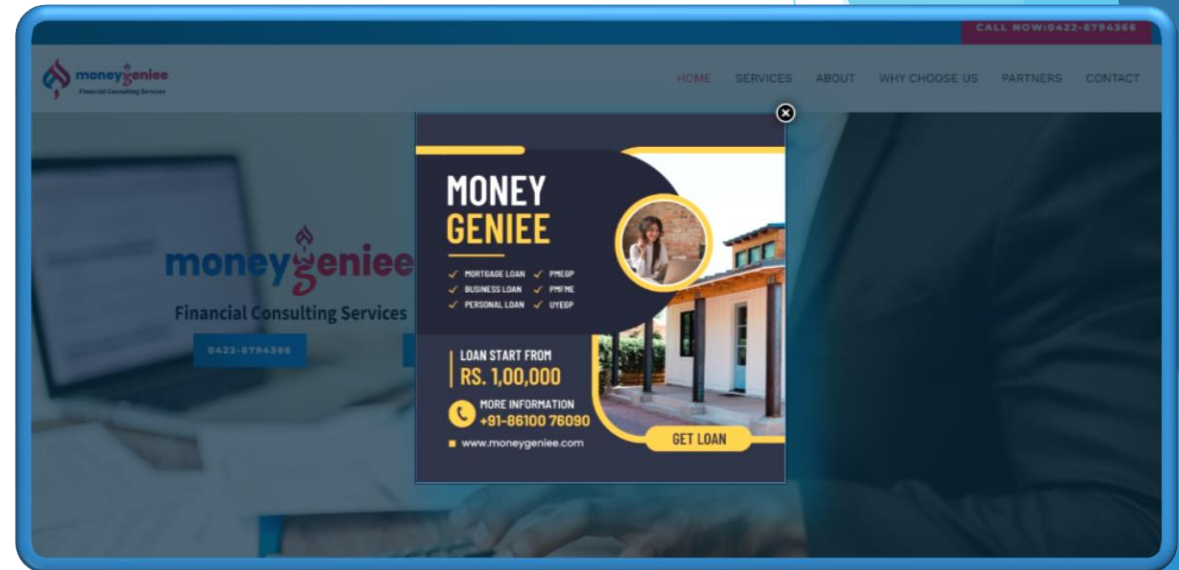 CALL NOW:0422-6794366
moneygeniee
Financial Consulting Services
HOME SERVICES ABOUT WHY CHOOSE US PARTNERS CONTACT
moneygeniee
Financial Consulting Services
0422-6794366
MONEY
GENIEE
MORTGAGE LOAN PMEGP
BUSINESS LOAN PMFME
PERSONAL LOAN UYEGP
LOAN START FROM
RS. 1,00,000
MORE INFORMATION
+91-86100 76090
www.moneygeniee.com
GET LOAN